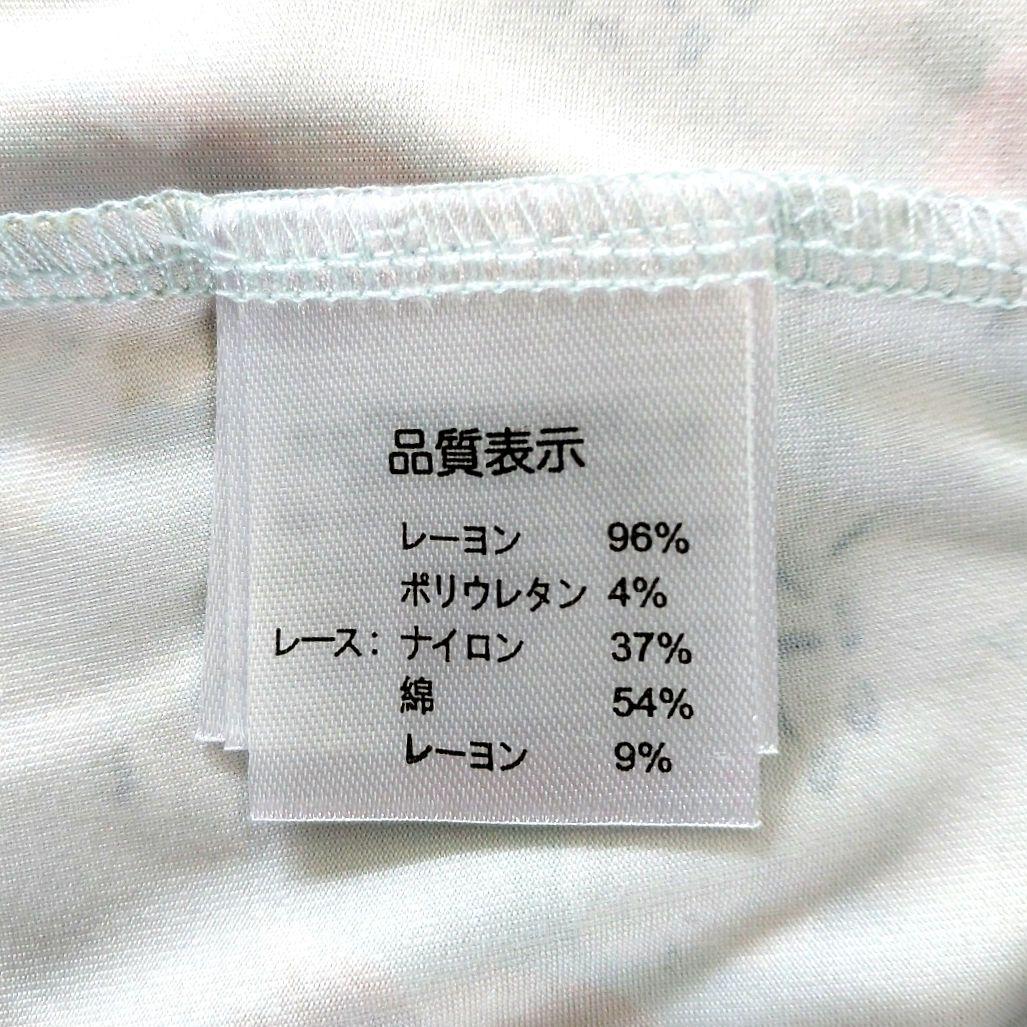 品質表示
レーヨン 96%
ポリウレタン 4%
レース: ナイロン 37%
綿 54%
レーヨン 9%